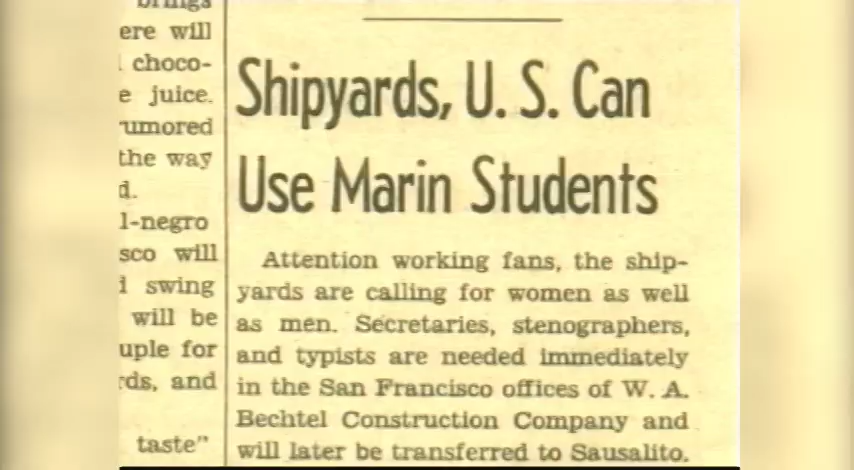 ere will
choco-
e juice.
umored
the way
d.
l-negro
sco will
d swing
will be
uple for
rds, and
taste"
Shipyards, U. S. Can
Use Marin Students
Attention working fans, the ship-
yards are calling for women as well
as men. Secretaries, stenographers,
and typists are needed immediately
in the San Francisco offices of W. A.
Bechtel Construction Company and
will later be transferred to Sausalito.